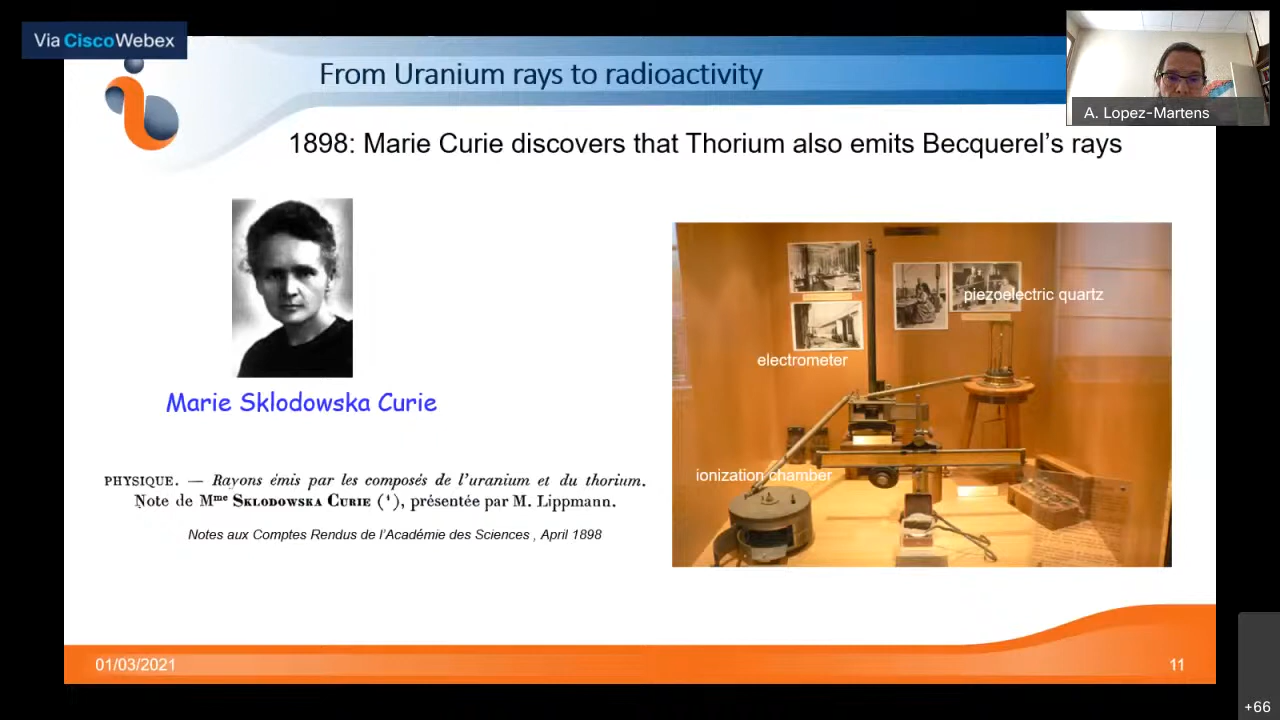 Via Cisco Webex
From Uranium rays to radioactivity
A. Lopez-Martens
1898: Marie Curie discovers that Thorium also emits Becquerel's rays
piezoelectric quartz
electrometer
ionization chamber
Marie Sklodowska Curie
PHYSIQUE. — Rayons émis par les composés de l'uranium et du thorium.
Note de Mme SKLODOWSKA CURIE (¹), présentée par M. Lippmann.
Notes aux Comptes Rendus de l'Académie des Sciences , April 1898
01/03/2021
11
+66